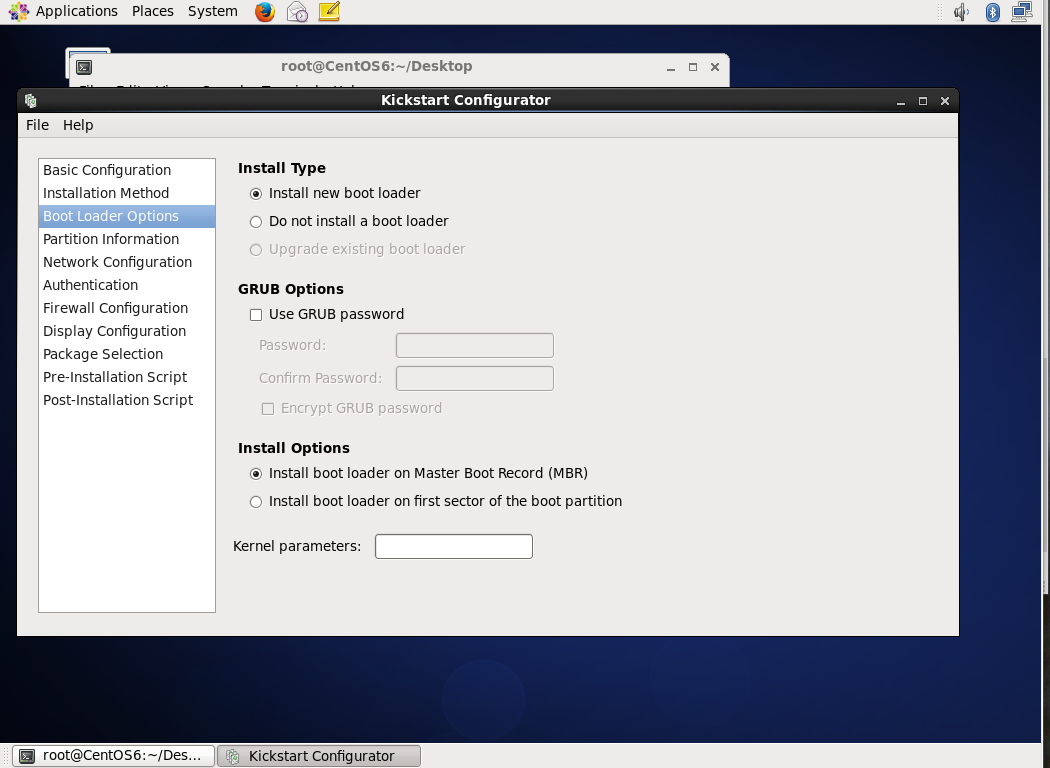 Applications Places System
root@CentOS6:~/Desktop
Kickstart Configurator
File Help
Basic Configuration
Installation Method
Boot Loader Options
Partition Information
Network Configuration
Authentication
Firewall Configuration
Display Configuration
Package Selection
Pre-Installation Script
Post-Installation Script
Install Type
Install new boot loader
Do not install a boot loader
Upgrade existing boot loader
GRUB Options
Use GRUB password
Password:
Confirm Password:
Encrypt GRUB password
Install Options
Install boot loader on Master Boot Record (MBR)
Install boot loader on first sector of the boot partition
Kernel parameters:
root@CentOS6:~/Des... Kickstart Configurator